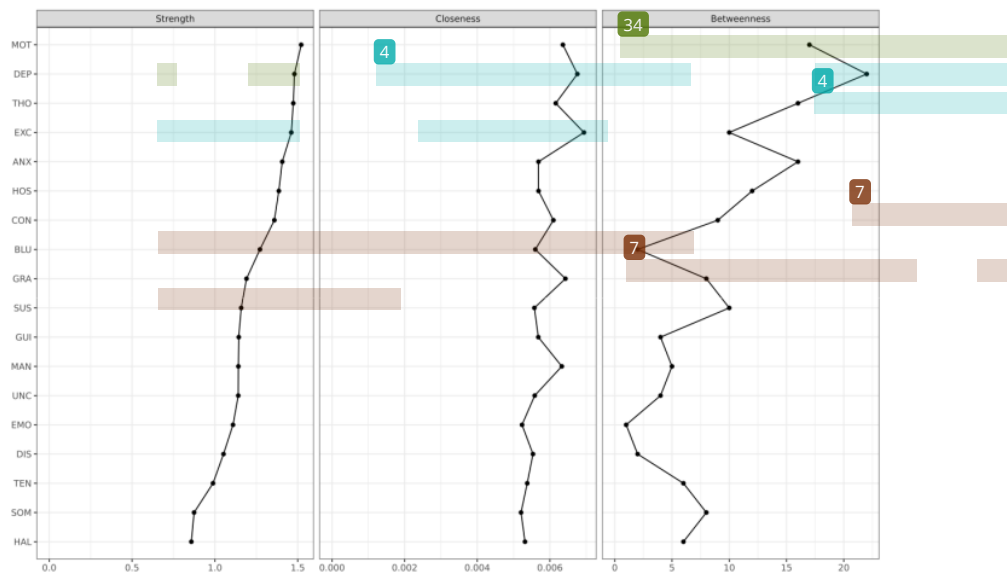 Strength Closeness Betweenness
34
MOT
4
DEP
4
THO
EXC
ANX
HOS
7
CON
BLU
7
GRA
SUS
GUI
MAN
UNC
EMO
DIS
TEN
SOM
HAL
0.0 0.5 1.0 1.5 0.000 0.002 0.004 0.006 0 5 10 15 20